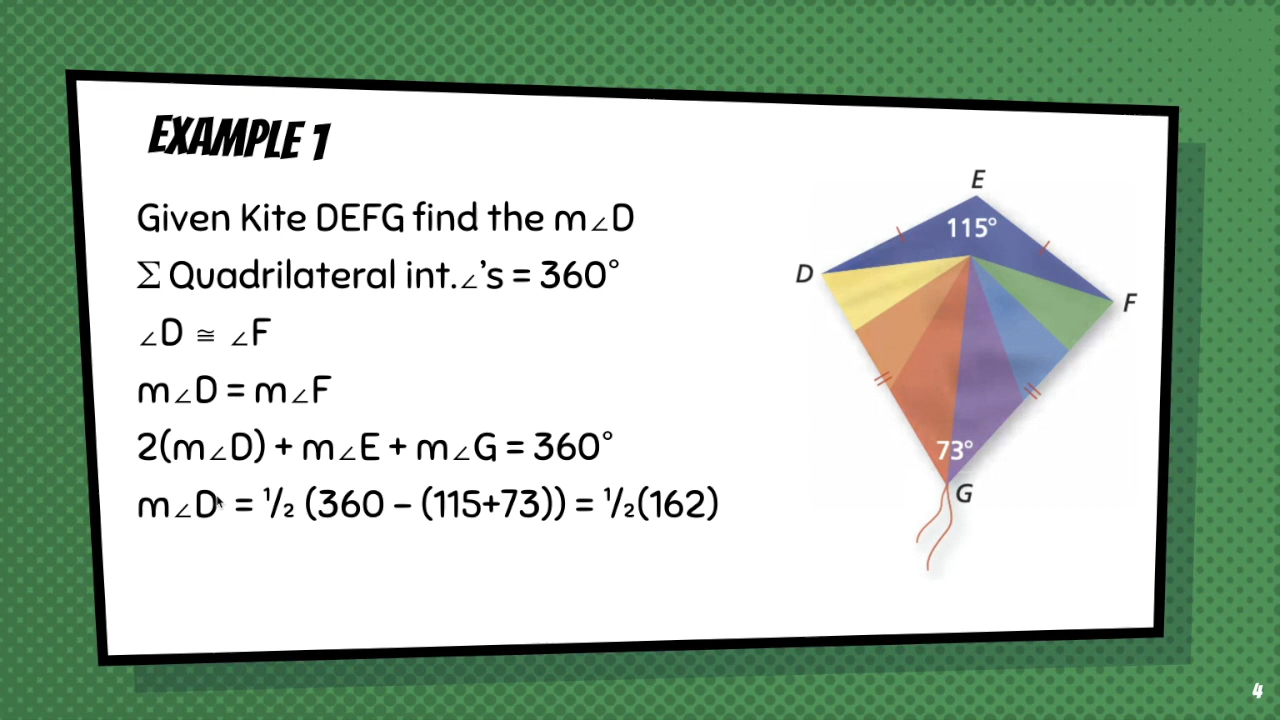 EXAMPLE 1
Given Kite DEFG find the m∠D
Σ Quadrilateral int.∠’s = 360°
∠D ≅ ∠F
m∠D = m∠F
2(m∠D) + m∠E + m∠G = 360°
m∠D = ½ (360 – (115+73)) = ½(162)
E
115°
D
F
73°
G
4